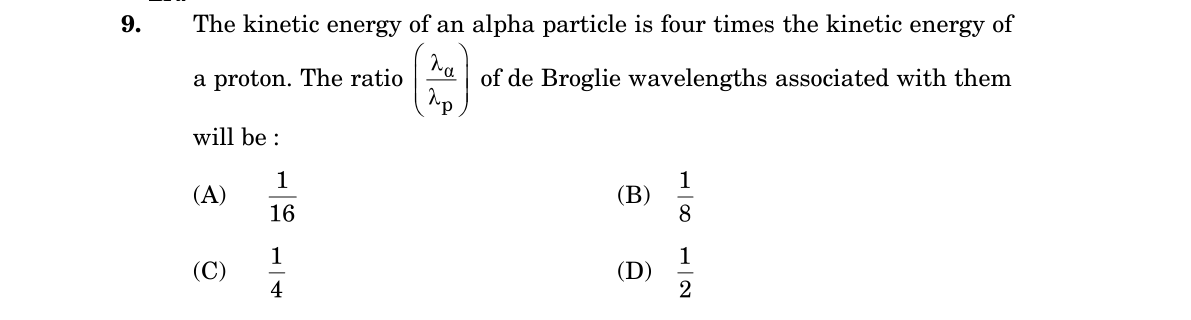 9. The kinetic energy of an alpha particle is four times the kinetic energy of
a proton. The ratio (λα/λp) of de Broglie wavelengths associated with them
will be :
(A) 1/16 (B) 1/8
(C) 1/4 (D) 1/2